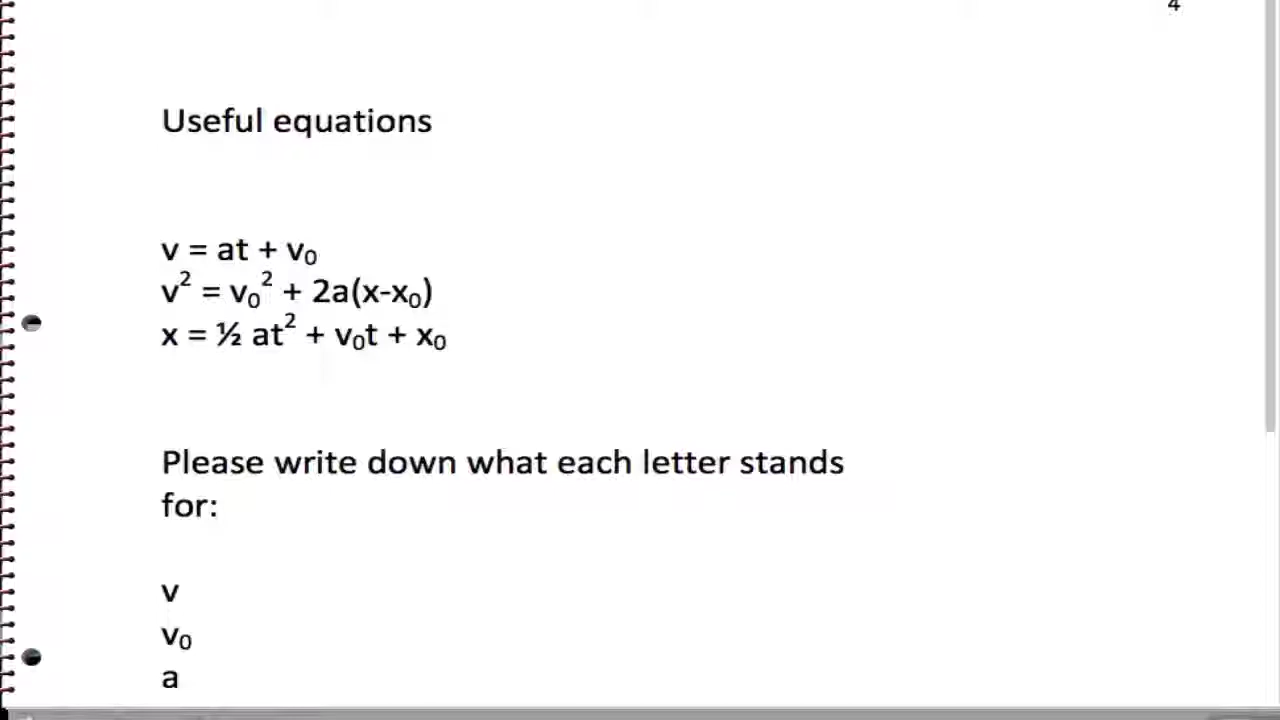 4
Useful equations
v = at + v₀
v² = v₀² + 2a(x-x₀)
x = ½ at² + v₀t + x₀
Please write down what each letter stands
for:
v
v₀
a